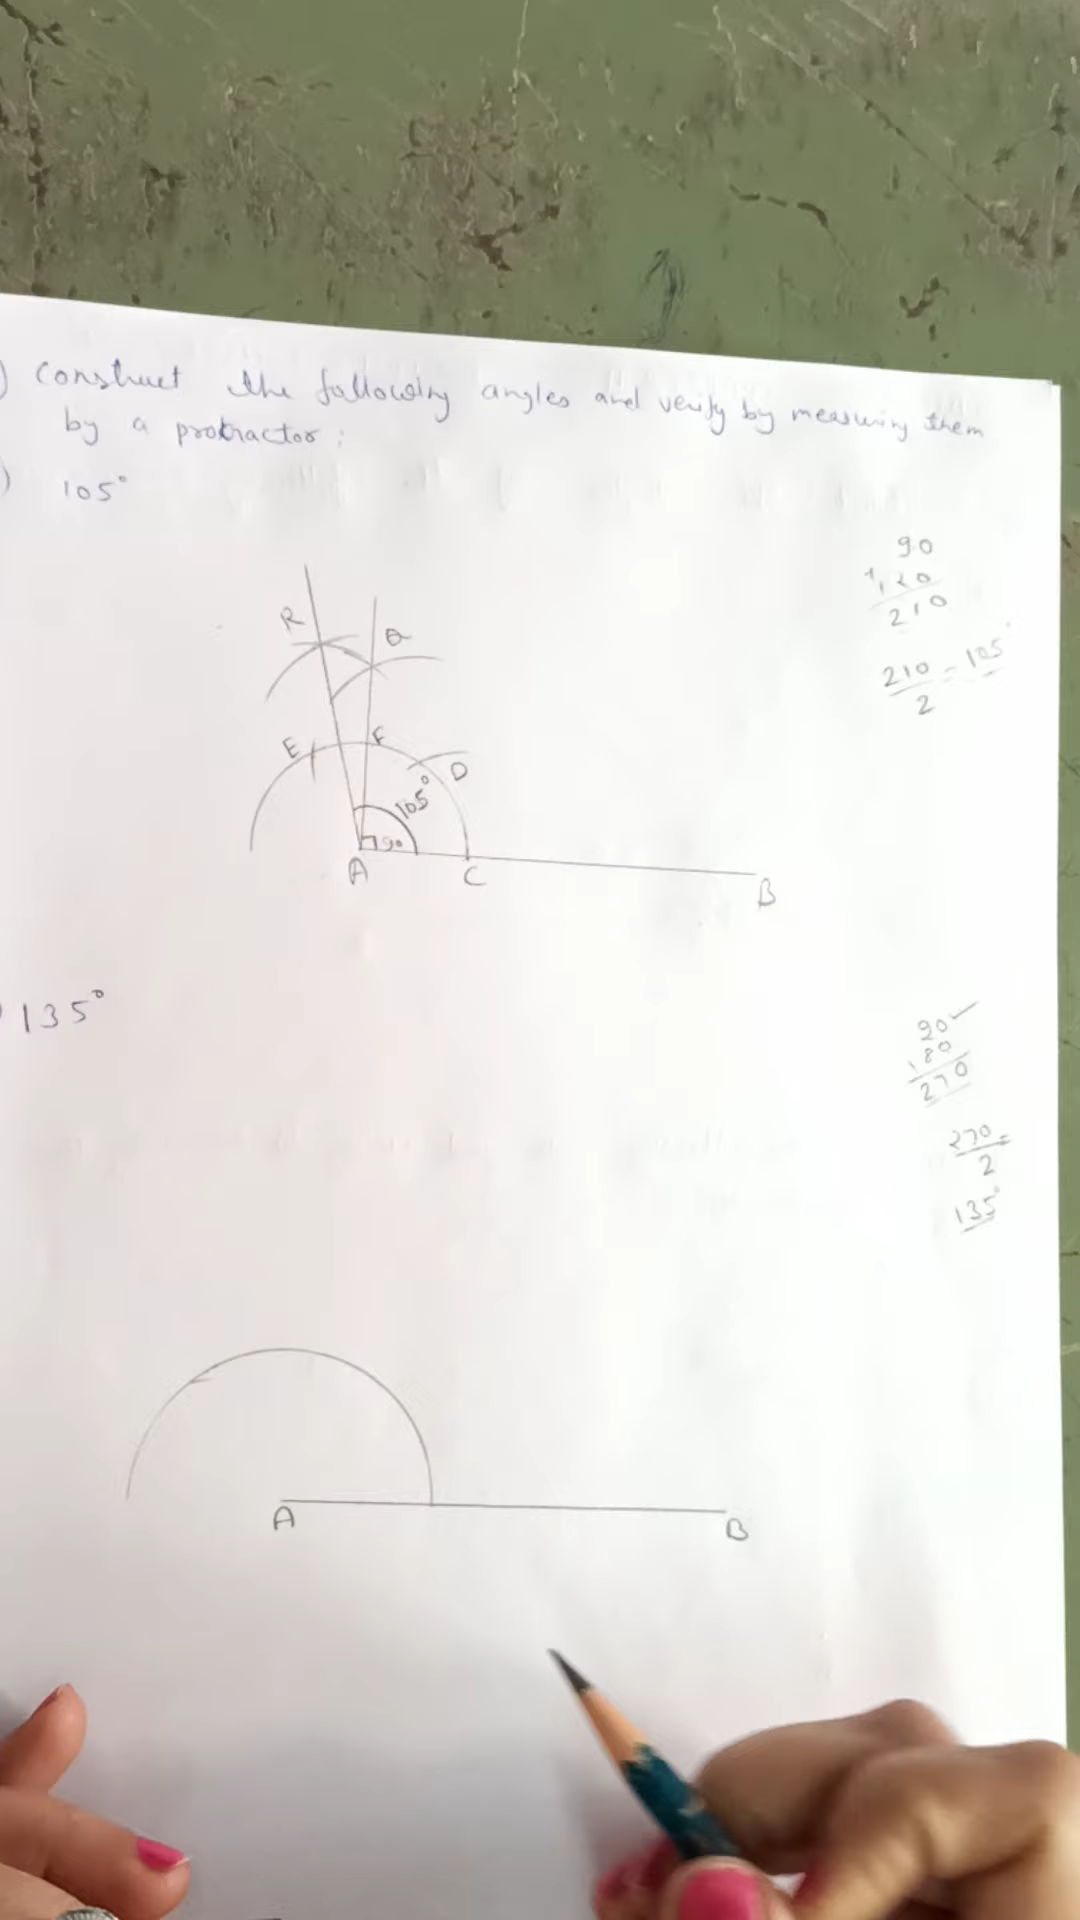 ) construct the following angles and verify by measuring them
by a protractor:
) 105°
90
+120
210
210/2 = 105°
R
Q
E
F
D
105°
90
A
C
B
) 135°
90
180
270
270/2 =
135°
A
B